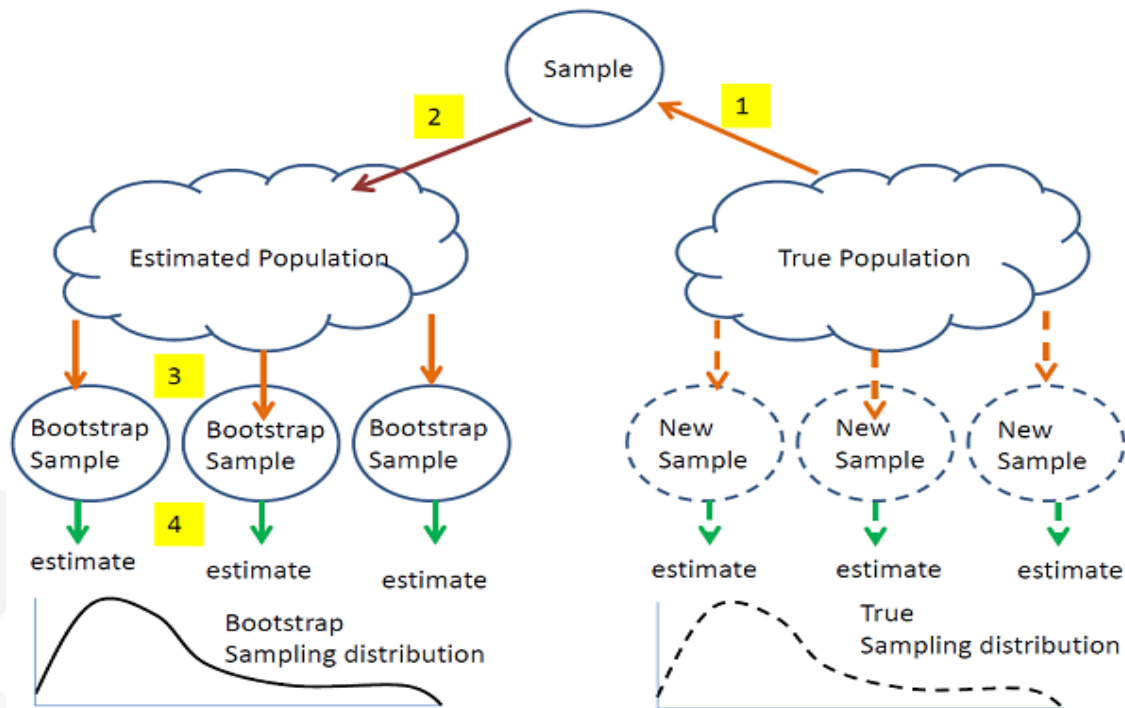 Sample
1
2
Estimated Population
True Population
3
Bootstrap
Sample
Bootstrap
Sample
Bootstrap
Sample
New
Sample
New
Sample
New
Sample
4
estimate
estimate
estimate
estimate
estimate
estimate
Bootstrap
Sampling distribution
True
Sampling distribution